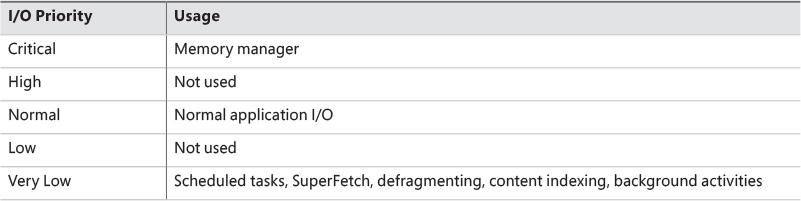 I/O Priority Usage
Critical Memory manager
High Not used
Normal Normal application I/O
Low Not used
Very Low Scheduled tasks, SuperFetch, defragmenting, content indexing, background activities